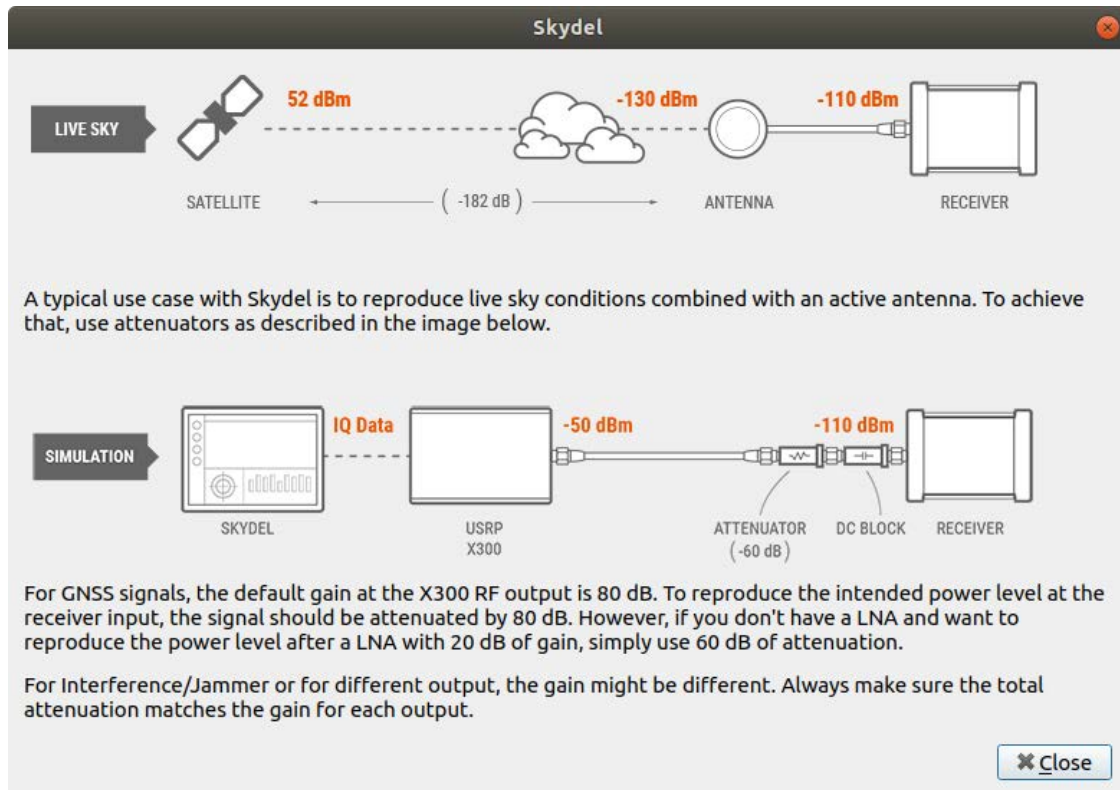 Skydel
52 dBm
-130 dBm
-110 dBm
LIVE SKY
SATELLITE
( -182 dB )
ANTENNA
RECEIVER
A typical use case with Skydel is to reproduce live sky conditions combined with an active antenna. To achieve
that, use attenuators as described in the image below.
IQ Data
-50 dBm
-110 dBm
SIMULATION
SKYDEL
USRP
X300
ATTENUATOR
(-60 dB)
DC BLOCK
RECEIVER
For GNSS signals, the default gain at the X300 RF output is 80 dB. To reproduce the intended power level at the
receiver input, the signal should be attenuated by 80 dB. However, if you don't have a LNA and want to
reproduce the power level after a LNA with 20 dB of gain, simply use 60 dB of attenuation.
For Interference/Jammer or for different output, the gain might be different. Always make sure the total
attenuation matches the gain for each output.
Close